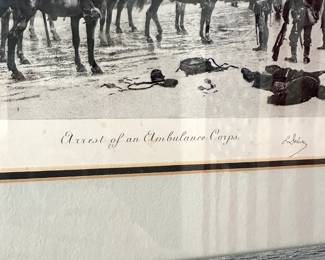 Arrest of an Ambulance Corps.